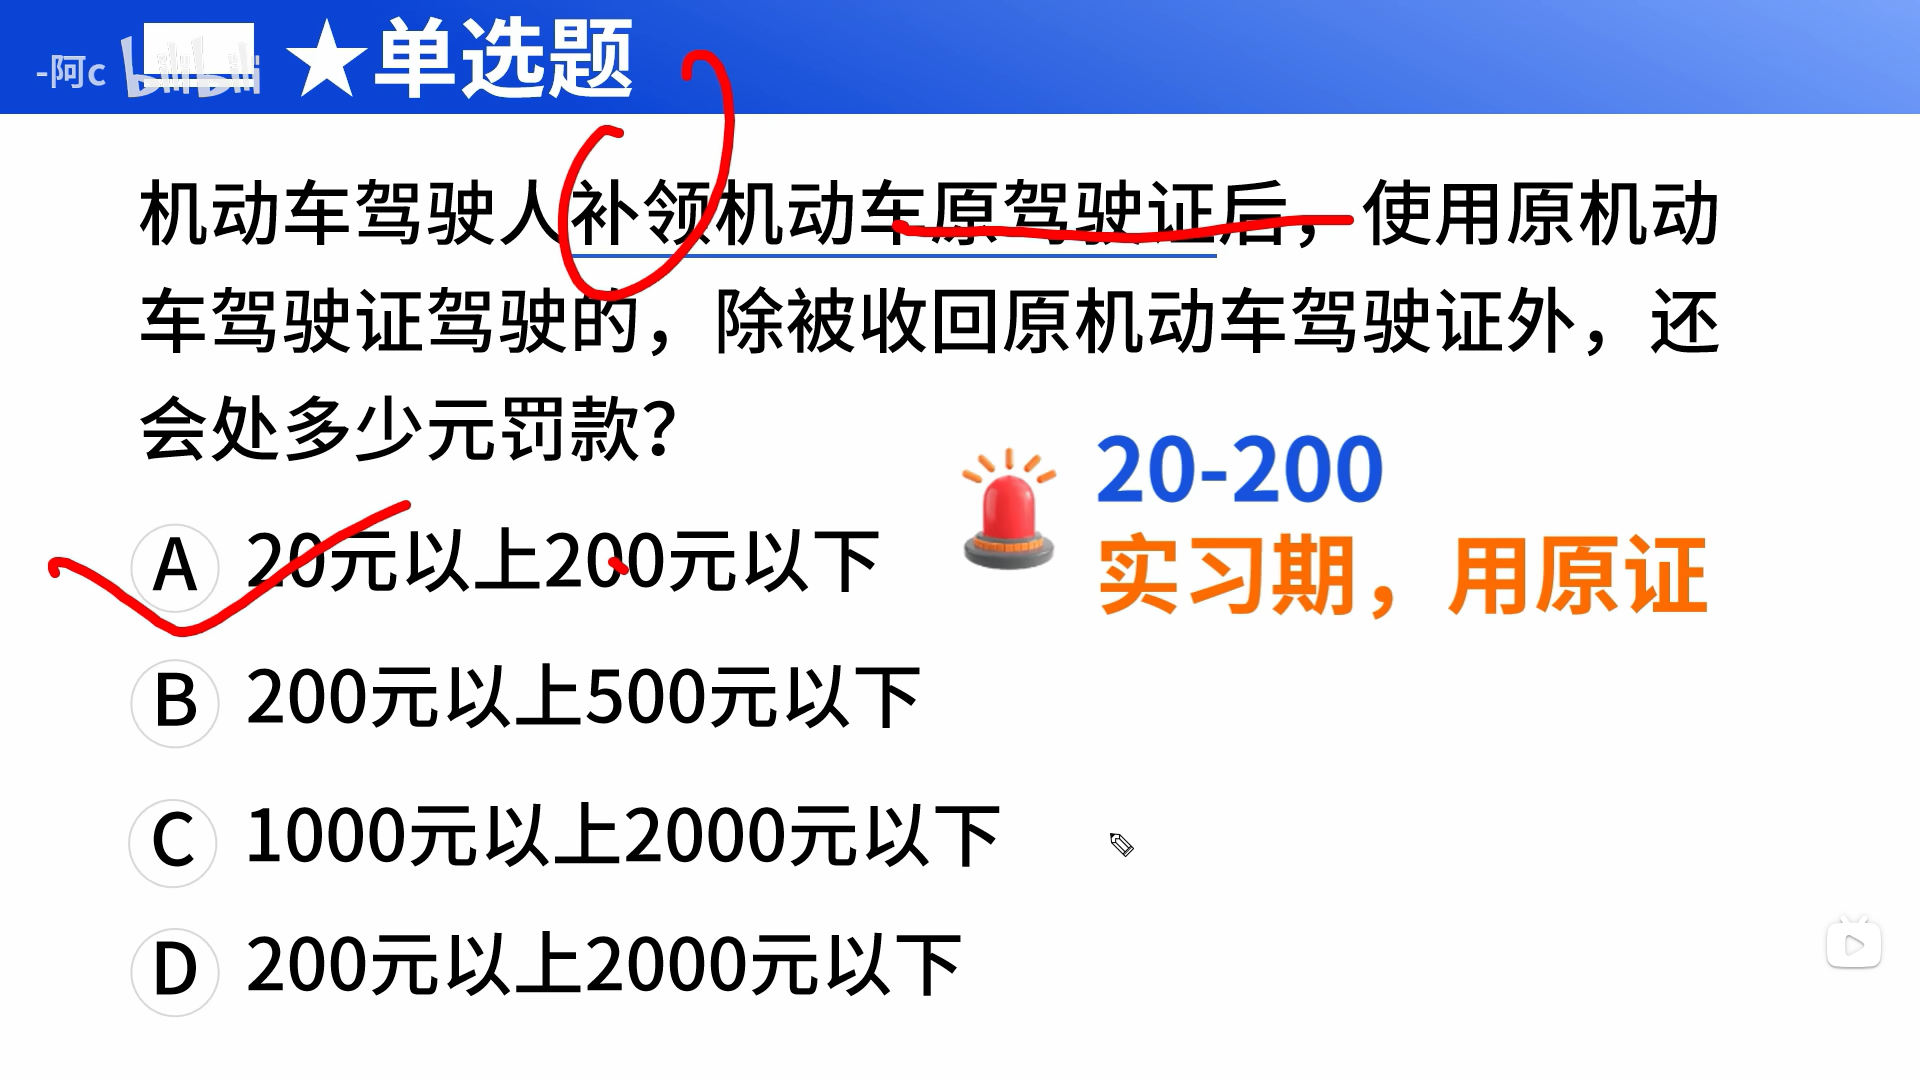 -阿c bilibili ★单选题
机动车驾驶人补领机动车原驾驶证后，使用原机动
车驾驶证驾驶的，除被收回原机动车驾驶证外，还
会处多少元罚款？
20-200
实习期，用原证
A 20元以上200元以下
B 200元以上500元以下
C 1000元以上2000元以下
D 200元以上2000元以下